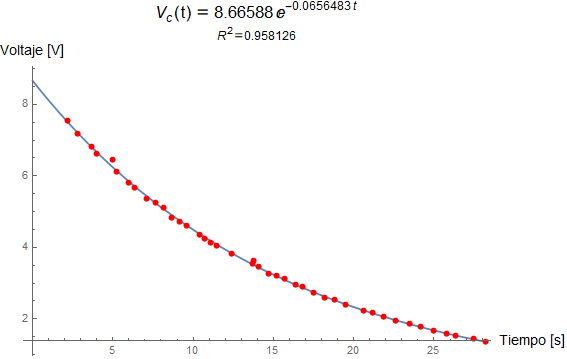 V_c(t) = 8.66588 e^{-0.0656483 t}
R^2=0.958126
Voltaje [V]
8
6
4
2
5 10 15 20 25
Tiempo [s]